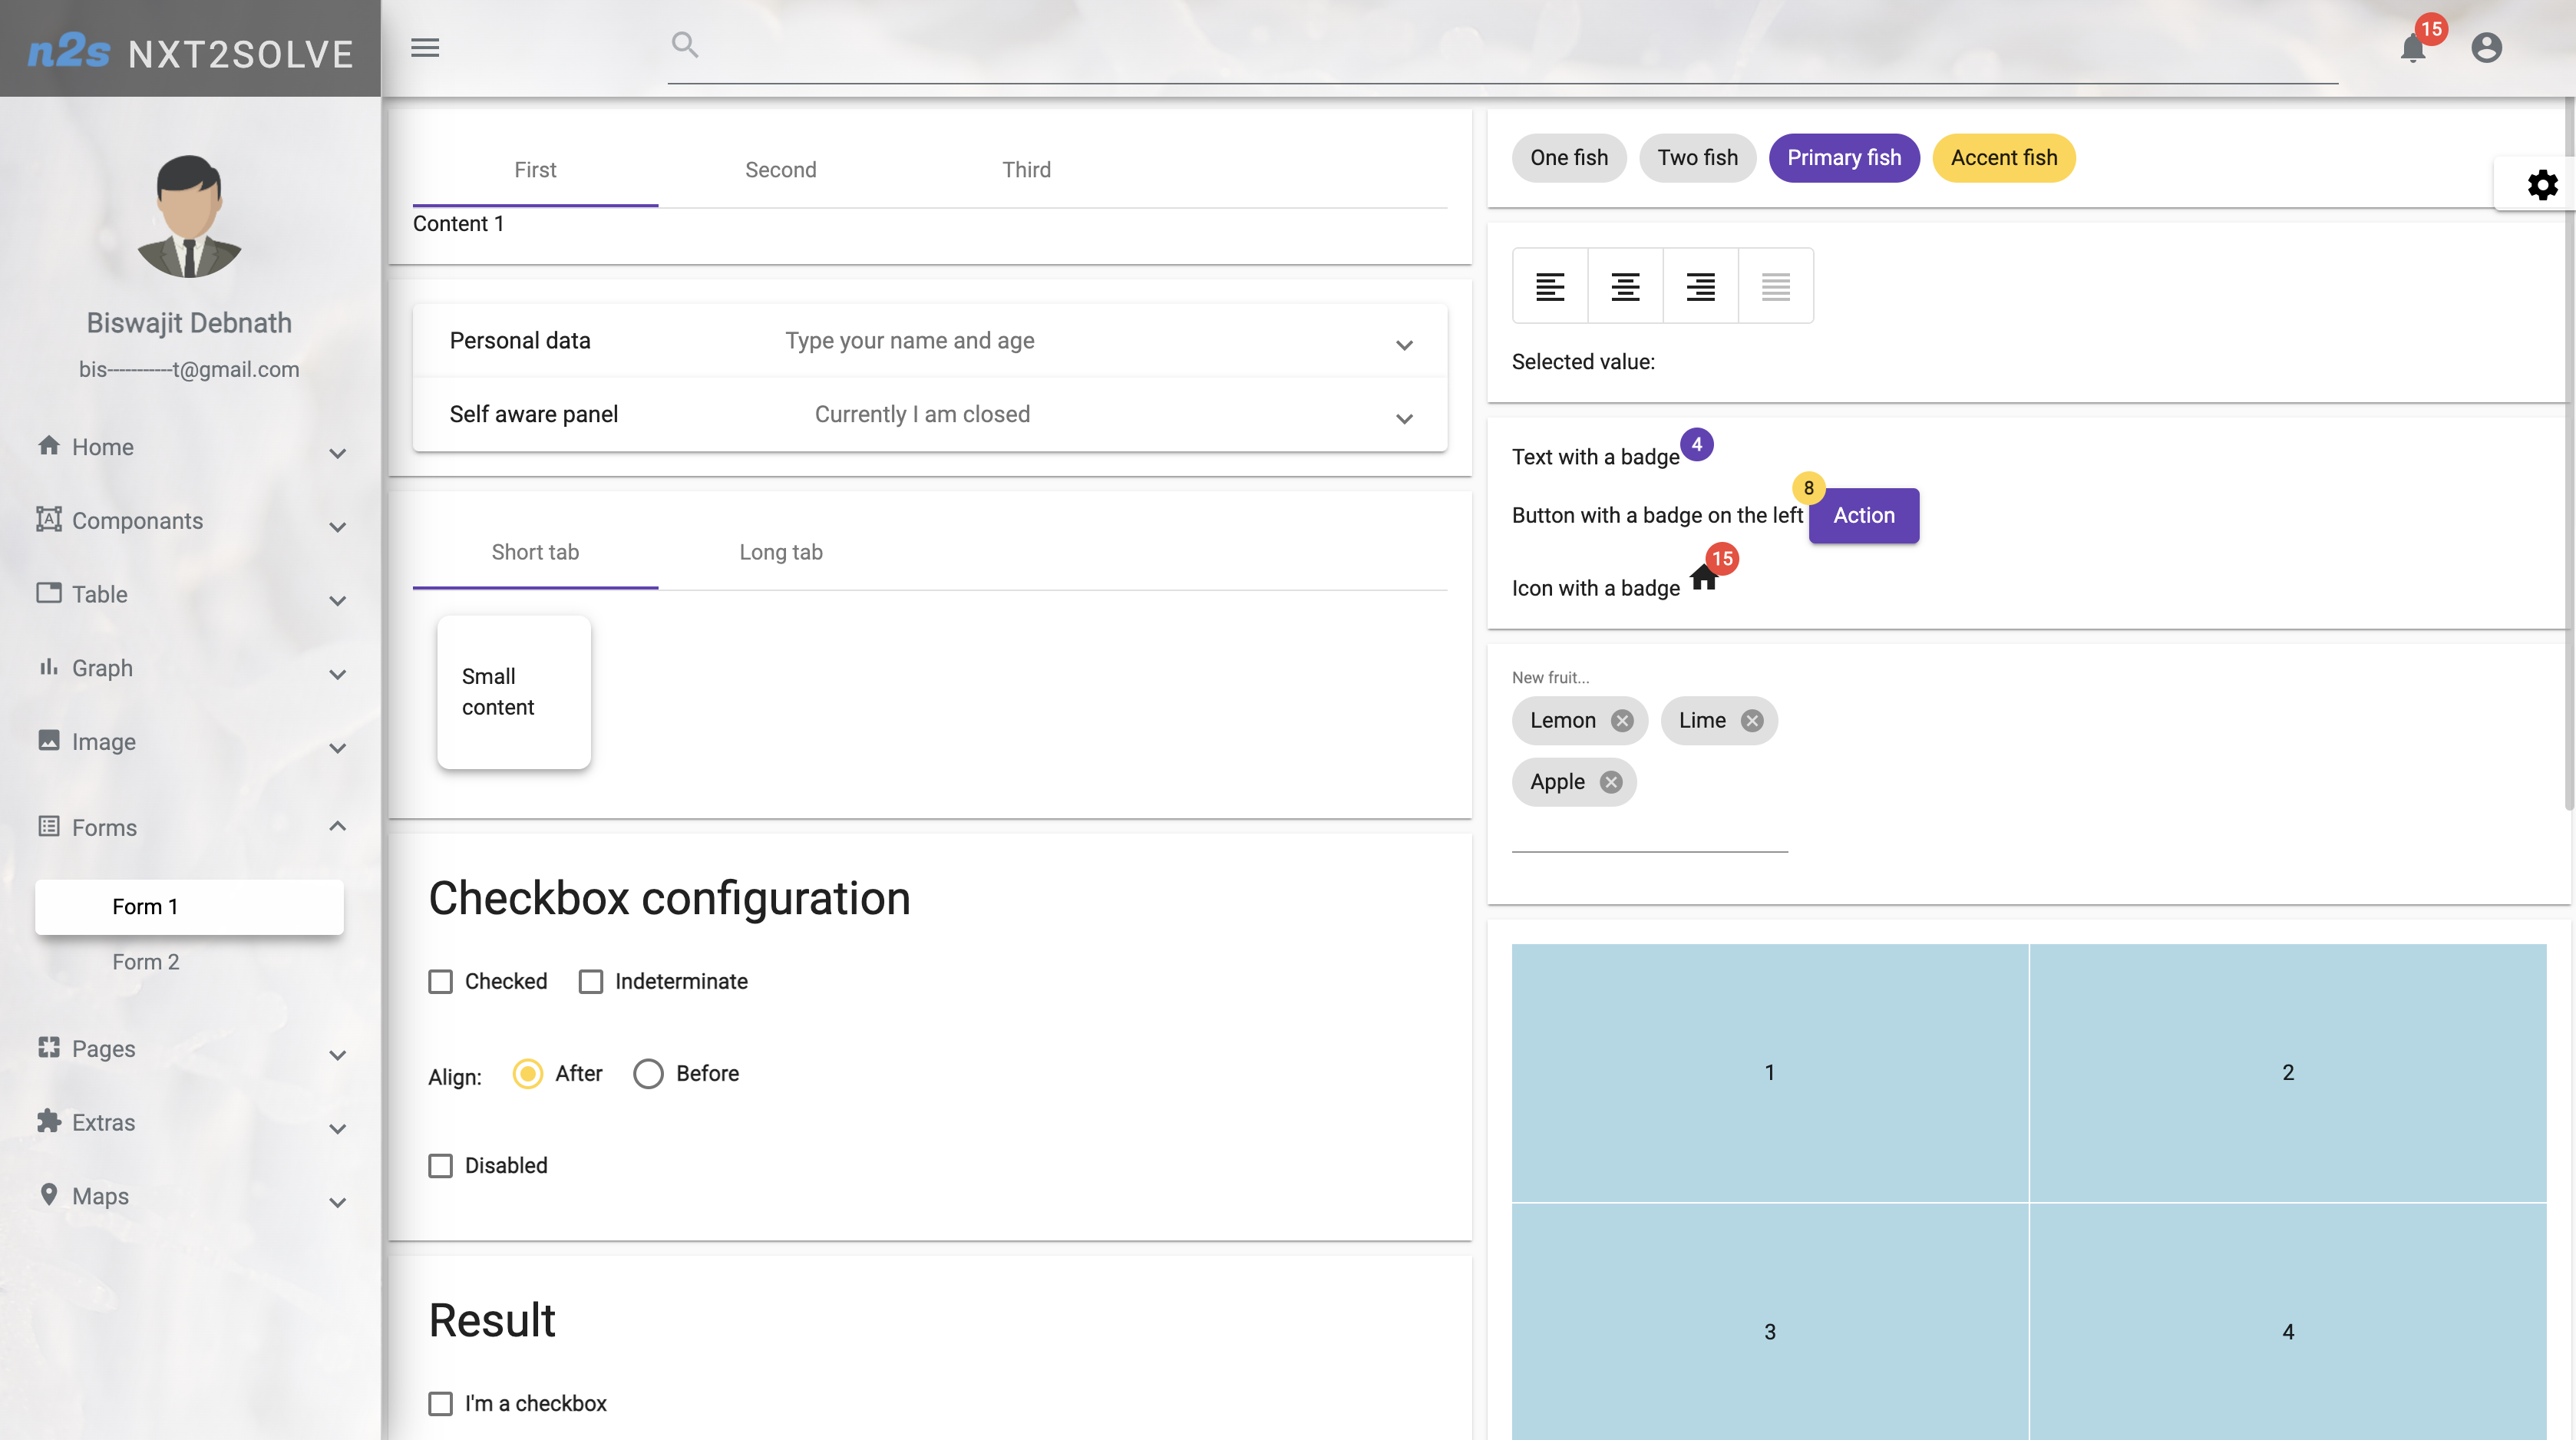 n2s NXT2SOLVE
15
Biswajit Debnath
bis-----------t@gmail.com
Home
Componants
Table
Graph
Image
Forms
Form 1
Form 2
Pages
Extras
Maps
First Second Third
Content 1
Personal data Type your name and age
Self aware panel Currently I am closed
Short tab Long tab
Small
content
Checkbox configuration
Checked Indeterminate
Align: After Before
Disabled
Result
I'm a checkbox
One fish Two fish Primary fish Accent fish
Selected value:
Text with a badge 4
Button with a badge on the left 8 Action
Icon with a badge 15
New fruit...
Lemon Lime
Apple
1 2
3 4